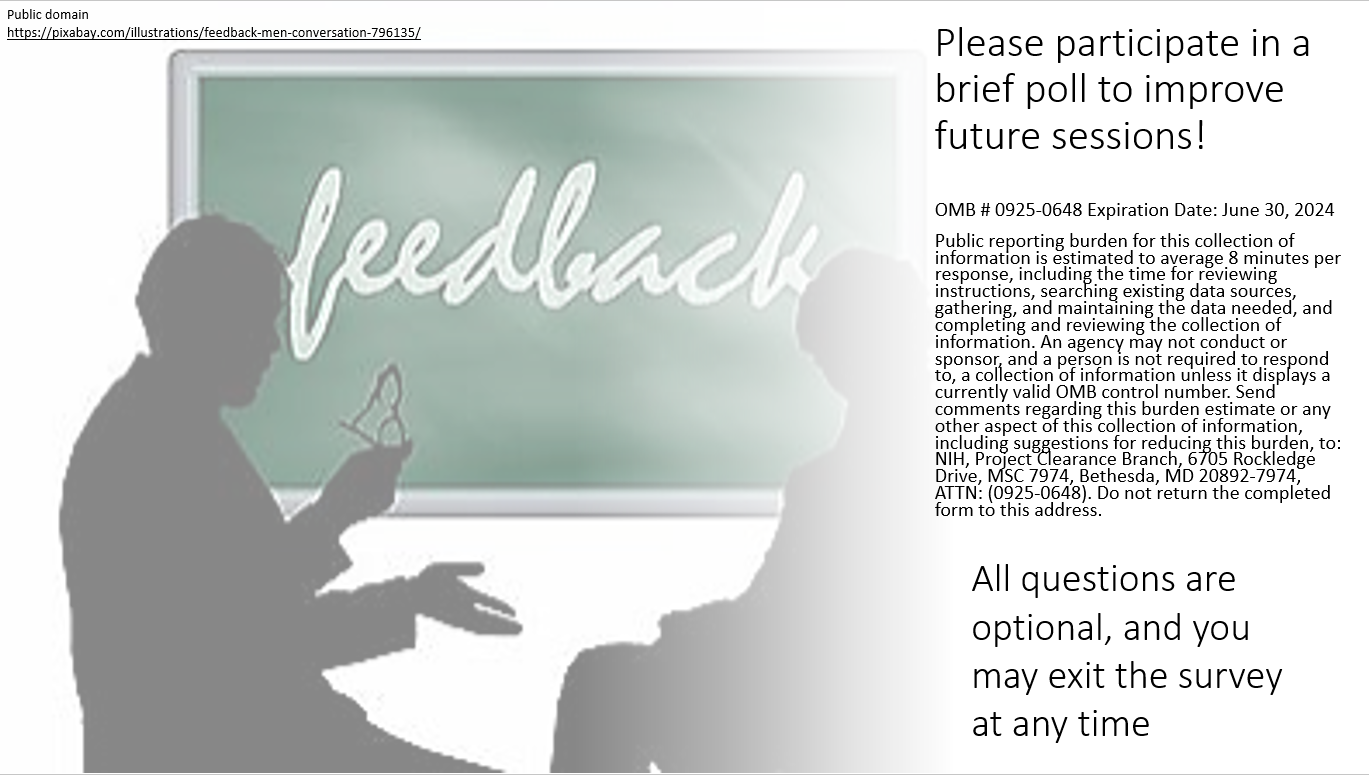 Public domain
https://pixabay.com/illustrations/feedback-men-conversation-796135/
feedback
Please participate in a
brief poll to improve
future sessions!
OMB # 0925-0648 Expiration Date: June 30, 2024
Public reporting burden for this collection of
information is estimated to average 8 minutes per
response, including the time for reviewing
instructions, searching existing data sources,
gathering, and maintaining the data needed, and
completing and reviewing the collection of
information. An agency may not conduct or
sponsor, and a person is not required to respond
to, a collection of information unless it displays a
currently valid OMB control number. Send
comments regarding this burden estimate or any
other aspect of this collection of information,
including suggestions for reducing this burden, to:
NIH, Project Clearance Branch, 6705 Rockledge
Drive, MSC 7974, Bethesda, MD 20892-7974,
ATTN: (0925-0648). Do not return the completed
form to this address.
All questions are
optional, and you
may exit the survey
at any time